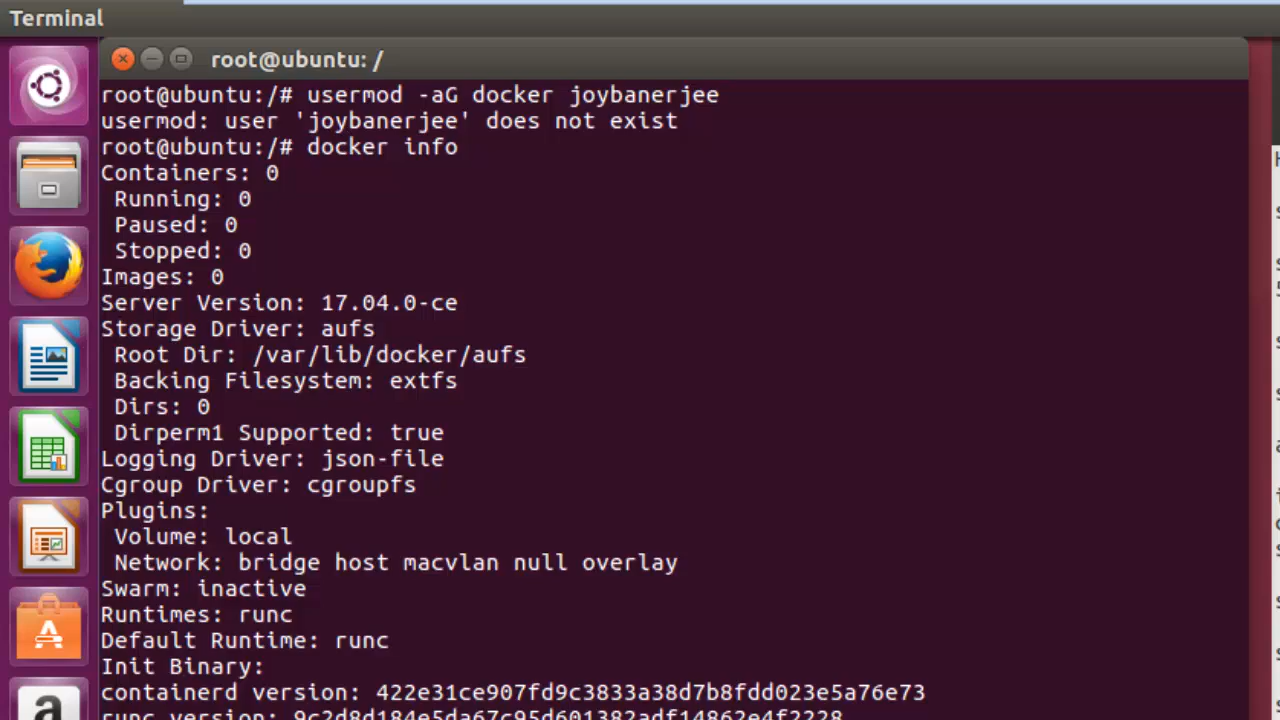 Terminal
root@ubuntu: /
root@ubuntu:/# usermod -aG docker joybanerjee
usermod: user 'joybanerjee' does not exist
root@ubuntu:/# docker info
Containers: 0
 Running: 0
 Paused: 0
 Stopped: 0
Images: 0
Server Version: 17.04.0-ce
Storage Driver: aufs
 Root Dir: /var/lib/docker/aufs
 Backing Filesystem: extfs
 Dirs: 0
 Dirperm1 Supported: true
Logging Driver: json-file
Cgroup Driver: cgroupfs
Plugins:
 Volume: local
 Network: bridge host macvlan null overlay
Swarm: inactive
Runtimes: runc
Default Runtime: runc
Init Binary:
containerd version: 422e31ce907fd9c3833a38d7b8fdd023e5a76e73
runc version: 9c2d8d184e5da67c95d601382adf14862e4f2228